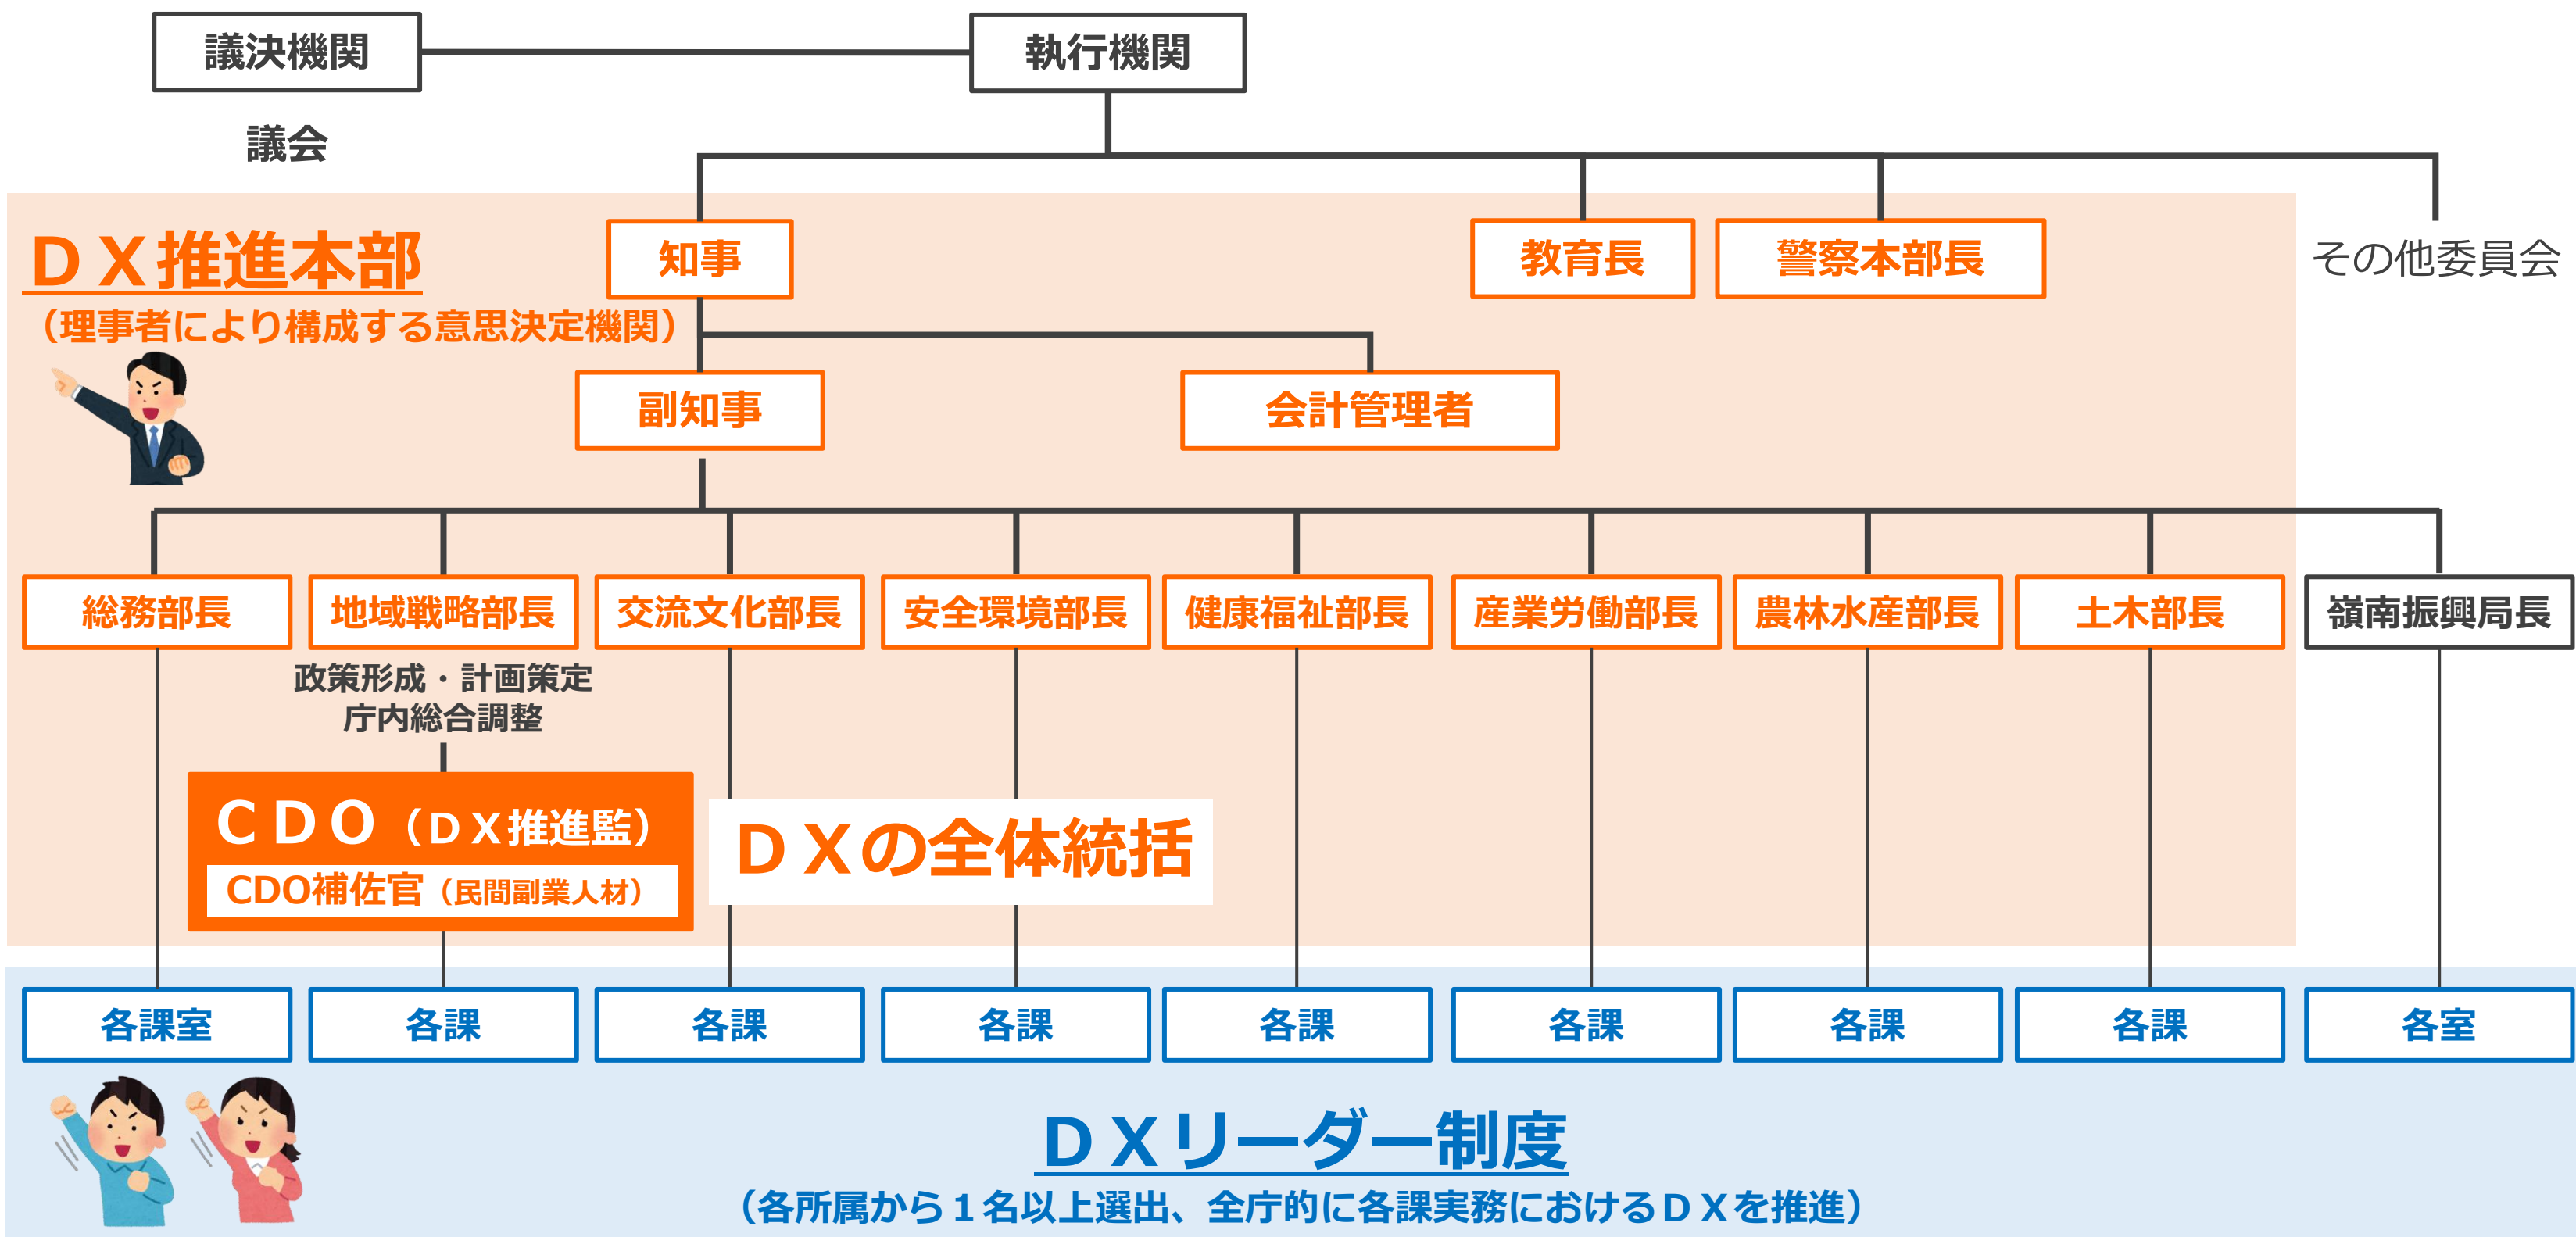 議決機関
執行機関
議会
ＤＸ推進本部
（理事者により構成する意思決定機関）
知事
教育長
警察本部長
その他委員会
副知事
会計管理者
総務部長
地域戦略部長
交流文化部長
安全環境部長
健康福祉部長
産業労働部長
農林水産部長
土木部長
嶺南振興局長
政策形成・計画策定
庁内総合調整
ＣＤＯ（ＤＸ推進監）
CDO補佐官（民間副業人材）
ＤＸの全体統括
各課室
各課
各課
各課
各課
各課
各課
各課
各室
ＤＸリーダー制度
（各所属から１名以上選出、全庁的に各課実務におけるＤＸを推進）